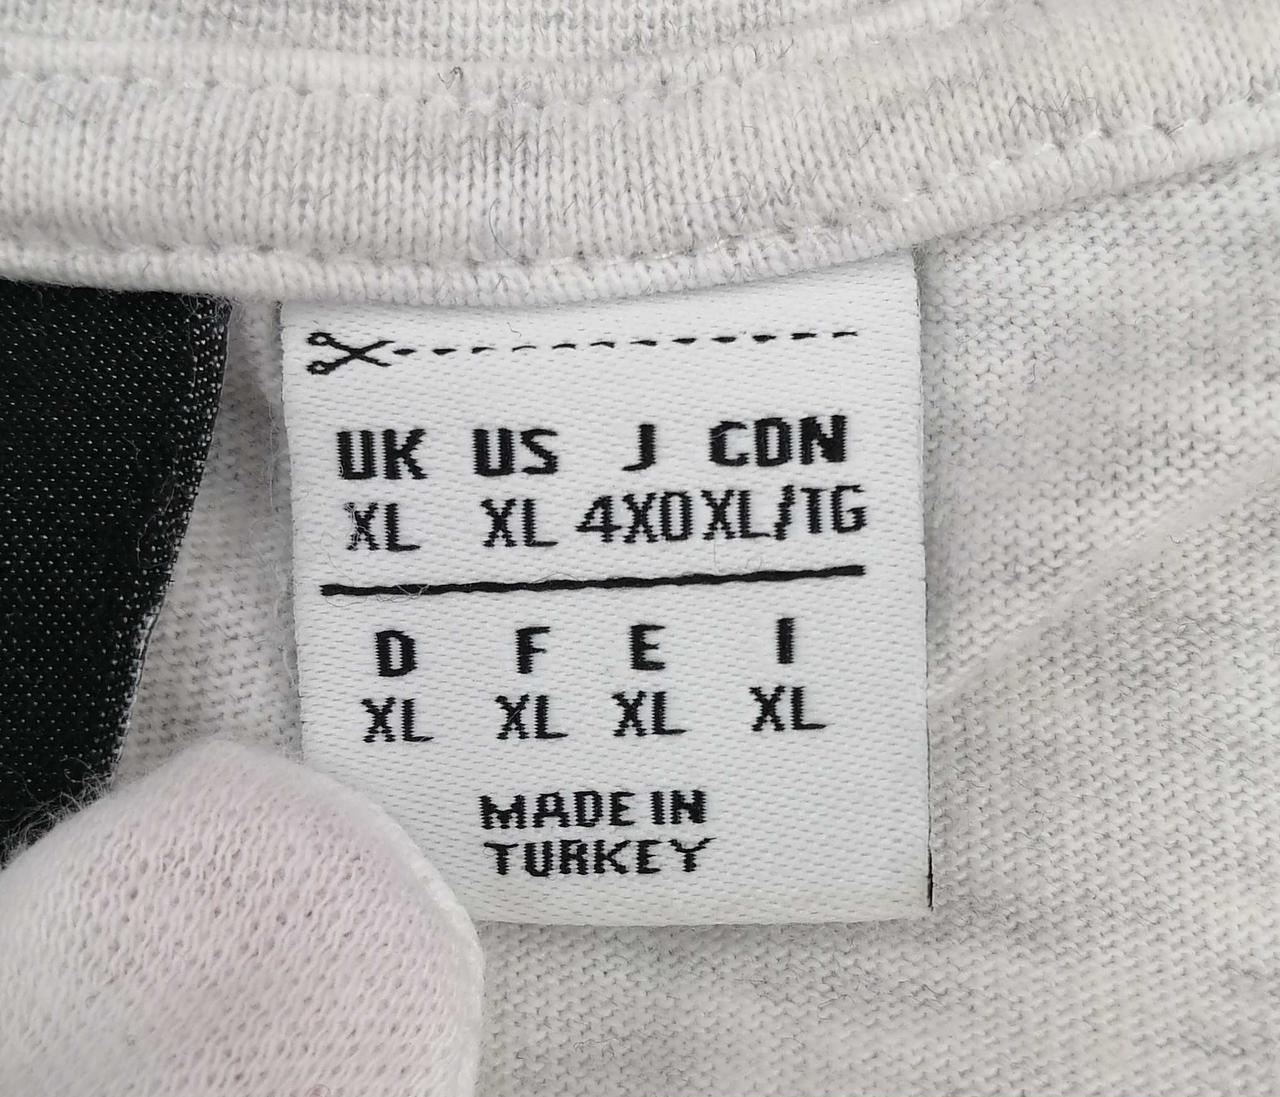 UK US J CDN
XL XL 4XO XL/TG
D F E I
XL XL XL XL
MADE IN
TURKEY